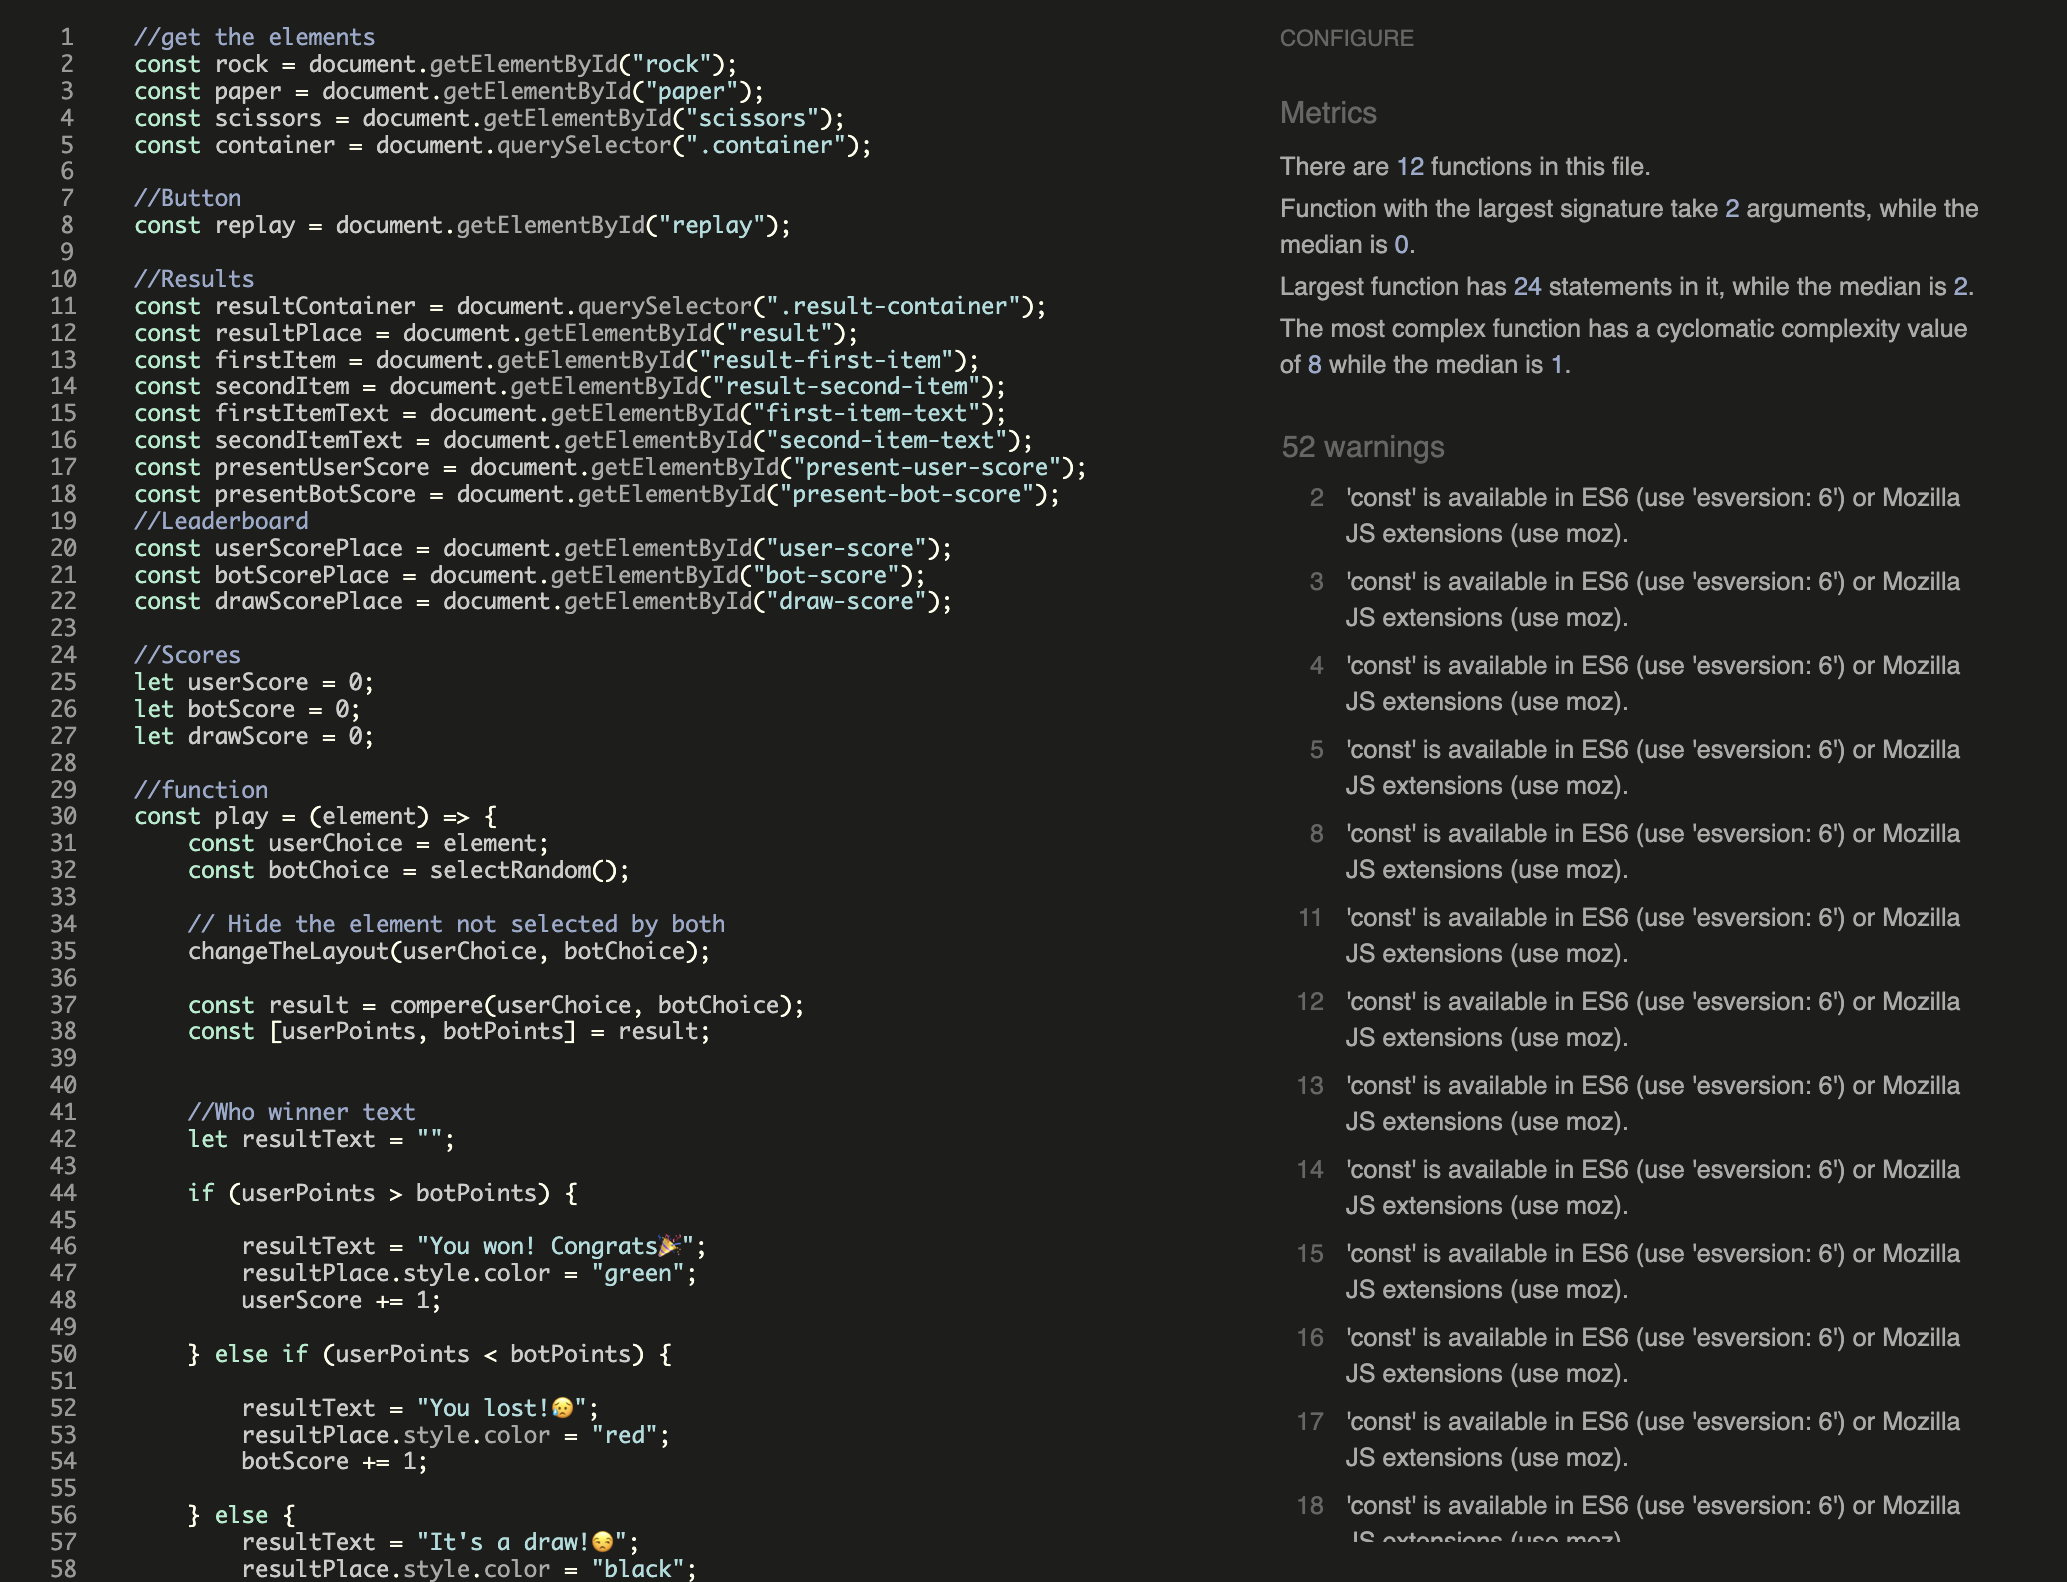 1 //get the elements
2 const rock = document.getElementById("rock");
3 const paper = document.getElementById("paper");
4 const scissors = document.getElementById("scissors");
5 const container = document.querySelector(".container");
6
7 //Button
8 const replay = document.getElementById("replay");
9
10 //Results
11 const resultContainer = document.querySelector(".result-container");
12 const resultPlace = document.getElementById("result");
13 const firstItem = document.getElementById("result-first-item");
14 const secondItem = document.getElementById("result-second-item");
15 const firstItemText = document.getElementById("first-item-text");
16 const secondItemText = document.getElementById("second-item-text");
17 const presentUserScore = document.getElementById("present-user-score");
18 const presentBotScore = document.getElementById("present-bot-score");
19 //Leaderboard
20 const userScorePlace = document.getElementById("user-score");
21 const botScorePlace = document.getElementById("bot-score");
22 const drawScorePlace = document.getElementById("draw-score");
23
24 //Scores
25 let userScore = 0;
26 let botScore = 0;
27 let drawScore = 0;
28
29 //function
30 const play = (element) => {
31 const userChoice = element;
32 const botChoice = selectRandom();
33
34 // Hide the element not selected by both
35 changeTheLayout(userChoice, botChoice);
36
37 const result = compere(userChoice, botChoice);
38 const [userPoints, botPoints] = result;
39
40
41 //Who winner text
42 let resultText = "";
43
44 if (userPoints > botPoints) {
45
46 resultText = "You won! Congrats🎉";
47 resultPlace.style.color = "green";
48 userScore += 1;
49
50 } else if (userPoints < botPoints) {
51
52 resultText = "You lost!😥";
53 resultPlace.style.color = "red";
54 botScore += 1;
55
56 } else {
57 resultText = "It's a draw!😒";
58 resultPlace.style.color = "black";
CONFIGURE
Metrics
There are 12 functions in this file.
Function with the largest signature take 2 arguments, while the
median is 0.
Largest function has 24 statements in it, while the median is 2.
The most complex function has a cyclomatic complexity value
of 8 while the median is 1.
52 warnings
2 'const' is available in ES6 (use 'esversion: 6') or Mozilla
JS extensions (use moz).
3 'const' is available in ES6 (use 'esversion: 6') or Mozilla
JS extensions (use moz).
4 'const' is available in ES6 (use 'esversion: 6') or Mozilla
JS extensions (use moz).
5 'const' is available in ES6 (use 'esversion: 6') or Mozilla
JS extensions (use moz).
8 'const' is available in ES6 (use 'esversion: 6') or Mozilla
JS extensions (use moz).
11 'const' is available in ES6 (use 'esversion: 6') or Mozilla
JS extensions (use moz).
12 'const' is available in ES6 (use 'esversion: 6') or Mozilla
JS extensions (use moz).
13 'const' is available in ES6 (use 'esversion: 6') or Mozilla
JS extensions (use moz).
14 'const' is available in ES6 (use 'esversion: 6') or Mozilla
JS extensions (use moz).
15 'const' is available in ES6 (use 'esversion: 6') or Mozilla
JS extensions (use moz).
16 'const' is available in ES6 (use 'esversion: 6') or Mozilla
JS extensions (use moz).
17 'const' is available in ES6 (use 'esversion: 6') or Mozilla
JS extensions (use moz).
18 'const' is available in ES6 (use 'esversion: 6') or Mozilla
JS extensions (use moz).